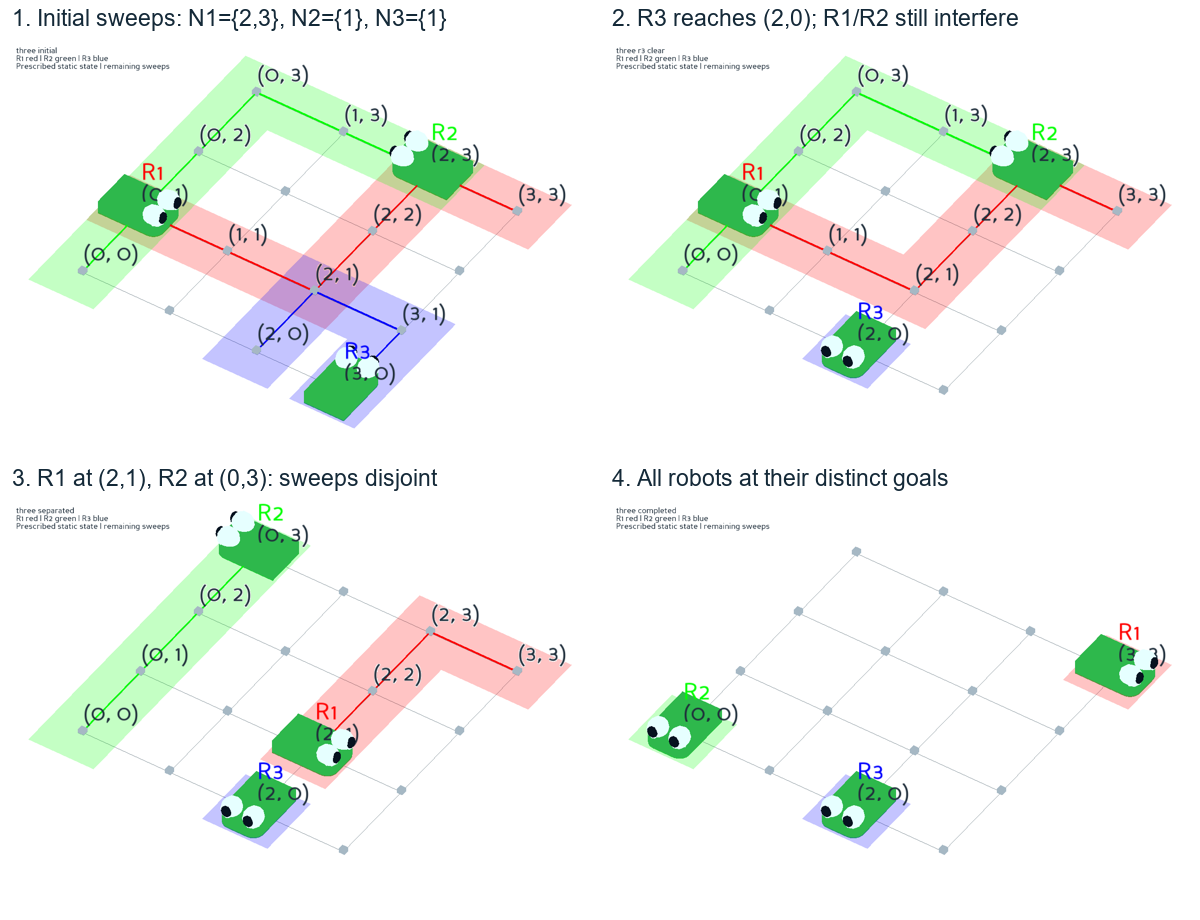 1. Initial sweeps: N1={2,3}, N2={1}, N3={1}
three initial
R1 red | R2 green | R3 blue
Prescribed static state | remaining sweeps
(0, 3)
(1, 3)
R2
(0, 2)
(2, 3)
R1
(3, 3)
(2, 2)
(1, 1)
(0, 0)
(2, 1)
(3, 1)
(2, 0)
R3
(3, 0)
2. R3 reaches (2,0); R1/R2 still interfere
three r3 clear
R1 red | R2 green | R3 blue
Prescribed static state | remaining sweeps
(0, 3)
(1, 3)
R2
(0, 2)
(2, 3)
R1
(3, 3)
(2, 2)
(1, 1)
(0, 0)
(2, 1)
R3
(2, 0)
3. R1 at (2,1), R2 at (0,3): sweeps disjoint
three separated
R1 red | R2 green | R3 blue
Prescribed static state | remaining sweeps
R2
(0, 3)
(0, 2)
(2, 3)
(0, 1)
(3, 3)
(2, 2)
(0, 0)
R1
R3
(2, 0)
4. All robots at their distinct goals
three completed
R1 red | R2 green | R3 blue
Prescribed static state | remaining sweeps
R1
R2
(0, 0)
R3
(2, 0)